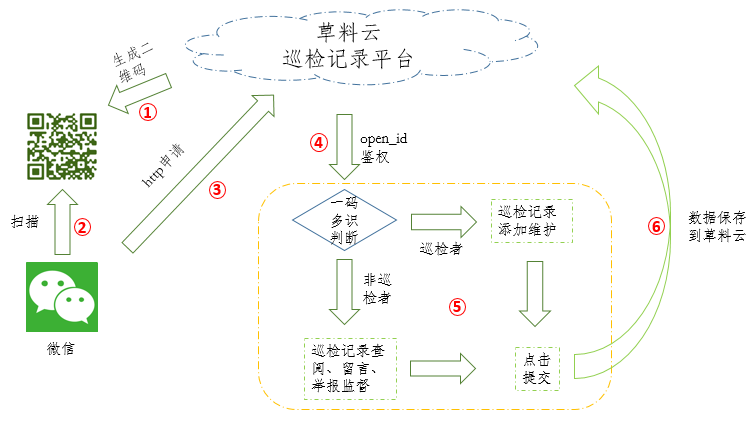 草料云
巡检记录平台
生成二
维码
①
http申请
③
④
open_id
鉴权
扫描
②
微信
一码
多识
判断
巡检者
巡检记录
添加维护
非巡
检者
⑤
巡检记录查
阅、留言、
举报监督
点击
提交
⑥
数据保存
到草料云